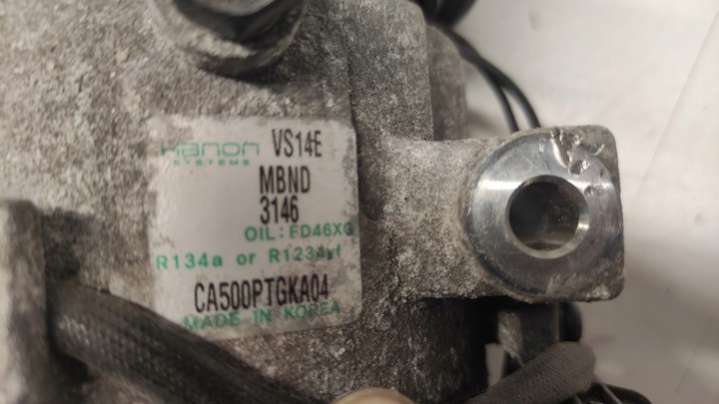 Hanon VS14E
SYSTEMS
MBND
3146
OIL: FD46XG
R134a or R1234yf
CA500PTGKA04
MADE IN KOREA